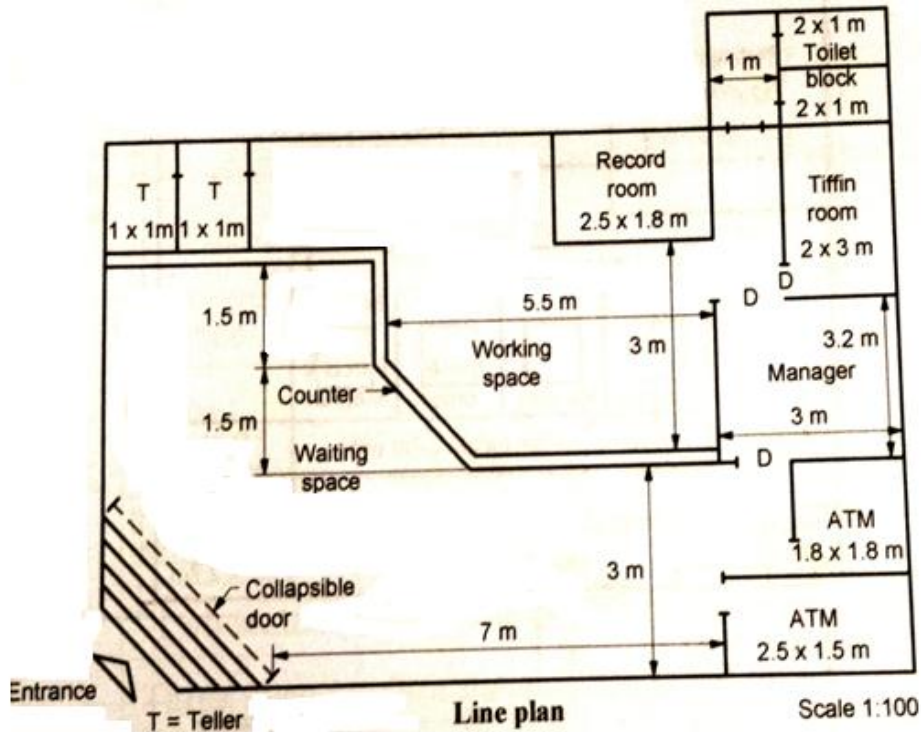 2 x 1 m
Toilet
block
2 x 1 m
1 m
T
1 x 1m
T
1 x 1m
Record
room
2.5 x 1.8 m
Tiffin
room
2 x 3 m
D
D
1.5 m
5.5 m
3 m
3.2 m
Working
space
Manager
Counter
1.5 m
3 m
Waiting
space
D
ATM
1.8 x 1.8 m
3 m
Collapsible
door
7 m
ATM
2.5 x 1.5 m
Entrance
T = Teller
Line plan
Scale 1:100